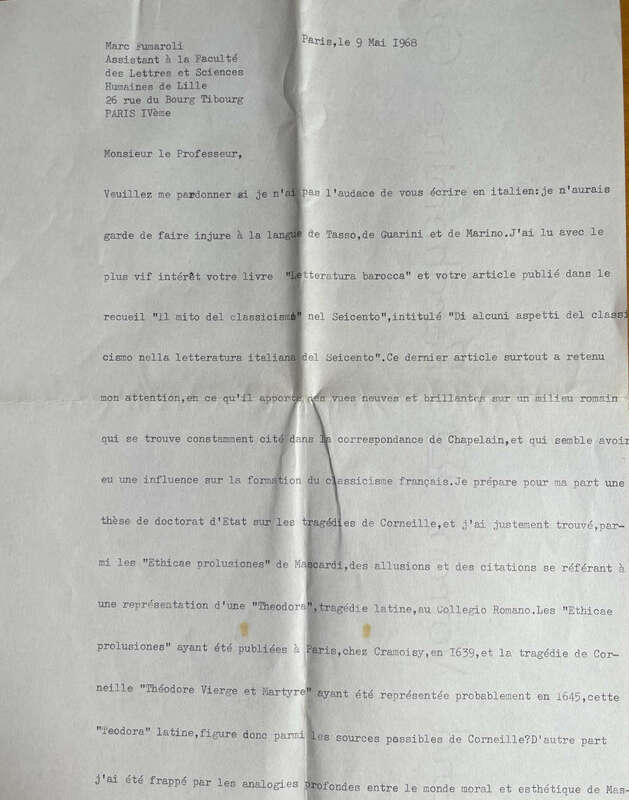 Marc Fumaroli
Assistant à la Faculté
des Lettres et Sciences
Humaines de Lille
26 rue du Bourg Tibourg
PARIS IVème
Paris,le 9 Mai I968
Monsieur le Professeur,
Veuillez me pardonner si je n'ai pas l'audace de vous écrire en italien:je n'aurais
garde de faire injure à la langue de Tasso,de Guarini et de Marino.J'ai lu avec le
plus vif intérêt votre livre "Letteratura barocca" et votre article publié dans le
recueil "Il mito del classicismo" nel Seicento",intitulé "Di alcuni aspetti del classi
cismo nella letteratura italiana del Seicento".Ce dernier article surtout a retenu
mon attention,en ce qu'il apporte des vues neuves et brillantes sur un milieu romain
qui se trouve constamment cité dans la correspondance de Chapelain,et qui semble avoir
eu une influence sur la formation du classicisme français.Je prépare pour ma part une
thèse de doctorat d'Etat sur les tragédies de Corneille,et j'ai justement trouvé,par-
mi les "Ethicae prolusiones" de Mascardi,des allusions et des citations se référant à
une représentation d'une "Theodora",tragédie latine,au Collegio Romano.Les "Ethicae
prolusiones" ayant été publiées à Paris,chez Cramoisy,en I639,et la tragédie de Cor-
neille "Théodore Vierge et Martyre" ayant été représentée probablement en I645,cette
"Teodora" latine,figure donc parmi les sources possibles de Corneille?D'autre part
j'ai été frappé par les analogies profondes entre le monde moral et esthétique de Mas-